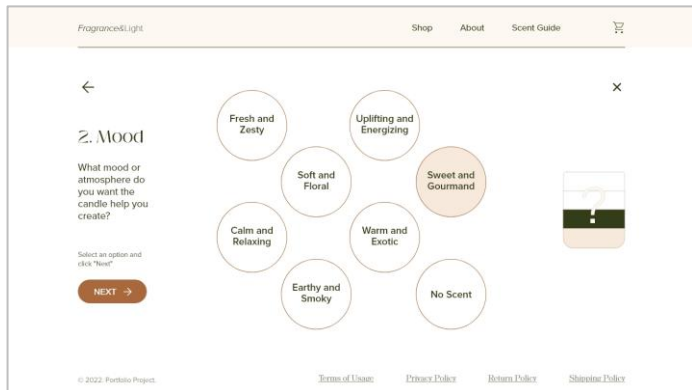 Fragrance&Light
Shop About Scent Guide
2. Mood
What mood or
atmosphere do
you want the
candle help you
create?
Select an option and
click "Next"
NEXT →
Fresh and
Zesty
Uplifting and
Energizing
Soft and
Floral
Sweet and
Gourmand
Calm and
Relaxing
Warm and
Exotic
Earthy and
Smoky
No Scent
?
© 2022. Portfolio Project.
Terms of Usage Privacy Policy Return Policy Shipping Policy